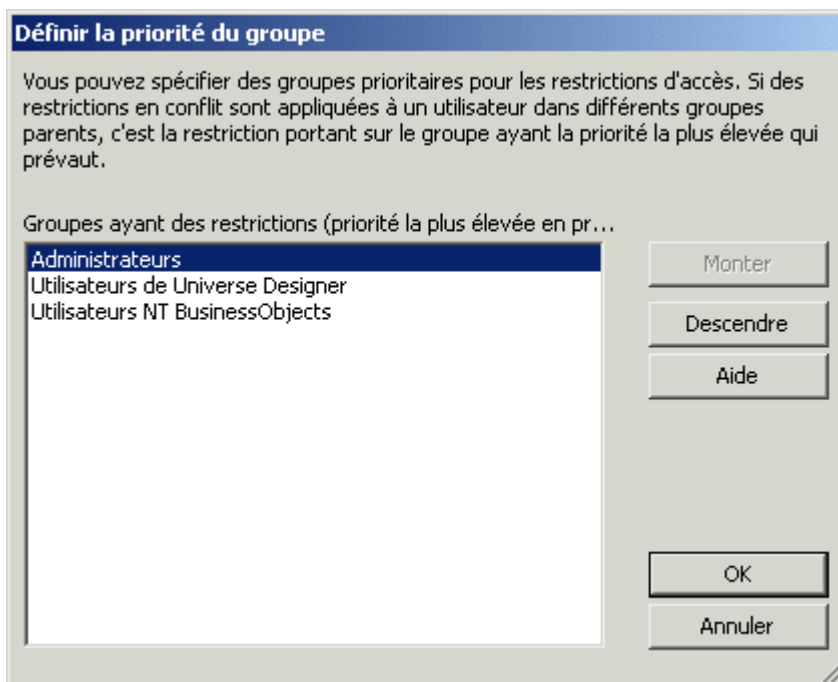 Définir la priorité du groupe
Vous pouvez spécifier des groupes prioritaires pour les restrictions d'accès. Si des
restrictions en conflit sont appliquées à un utilisateur dans différents groupes
parents, c'est la restriction portant sur le groupe ayant la priorité la plus élevée qui
prévaut.
Groupes ayant des restrictions (priorité la plus élevée en pr...
Administrateurs
Utilisateurs de Universe Designer
Utilisateurs NT BusinessObjects
Monter
Descendre
Aide
OK
Annuler